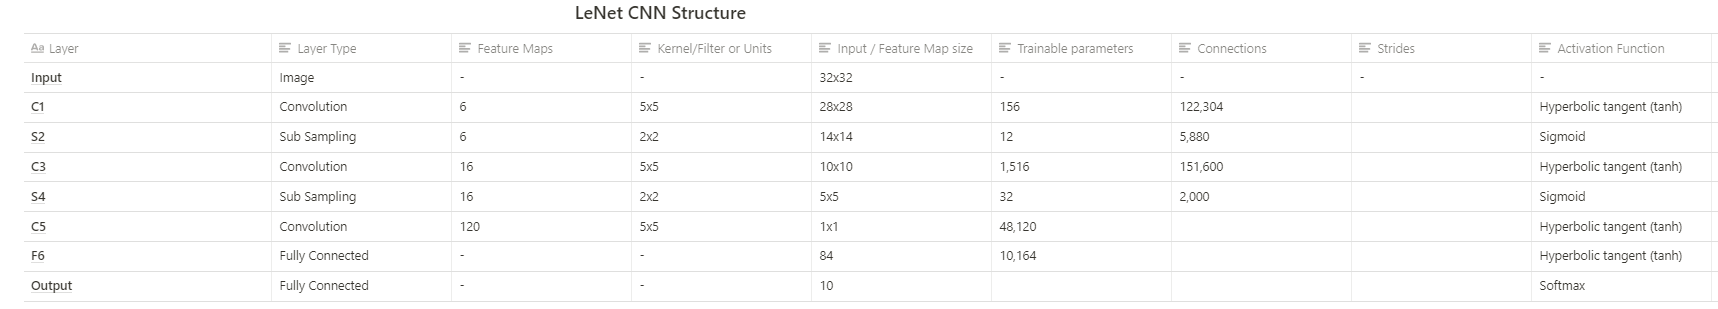 LeNet CNN Structure
Aa Layer Layer Type Feature Maps Kernel/Filter or Units Input / Feature Map size Trainable parameters Connections Strides Activation Function
Input Image - - 32x32 - - - -
C1 Convolution 6 5x5 28x28 156 122,304 Hyperbolic tangent (tanh)
S2 Sub Sampling 6 2x2 14x14 12 5,880 Sigmoid
C3 Convolution 16 5x5 10x10 1,516 151,600 Hyperbolic tangent (tanh)
S4 Sub Sampling 16 2x2 5x5 32 2,000 Sigmoid
C5 Convolution 120 5x5 1x1 48,120 Hyperbolic tangent (tanh)
F6 Fully Connected - - 84 10,164 Hyperbolic tangent (tanh)
Output Fully Connected - - 10 Softmax